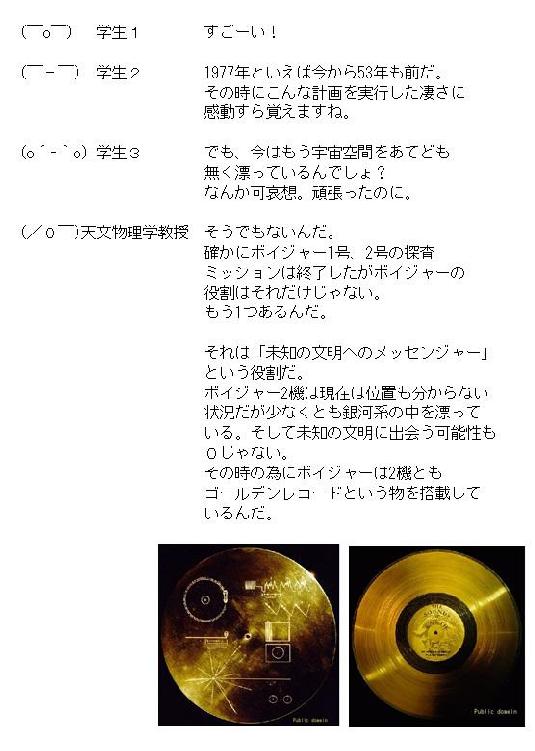 (￣o￣) 学生１ すごーい！
(￣－￣) 学生２ 1977年といえば今から53年も前だ。
その時にこんな計画を実行した凄さに
感動すら覚えますね。
(o´-｀o) 学生３ でも、今はもう宇宙空間をあてども
無く漂っているんでしょ？
なんか可哀想。頑張ったのに。
(／０￣)天文物理学教授 そうでもないんだ。
確かにボイジャー1号、2号の探査
ミッションは終了したがボイジャーの
役割はそれだけじゃない。
もう1つあるんだ。
それは「未知の文明へのメッセンジャー」
という役割だ。
ボイジャー2機は現在は位置も分からない
状況だが少なくとも銀河系の中を漂って
いる。そして未知の文明に出会う可能性も
０じゃない。
その時の為にボイジャーは2機とも
ゴールデンレコードという物を搭載して
いるんだ。
THE
SOUNDS
OF
EARTH
Public domain
Public domain